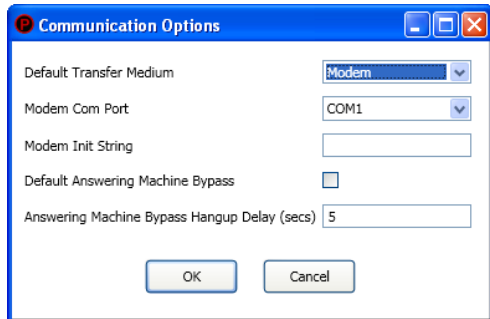 P Communication Options
Default Transfer Medium Modem
Modem Com Port COM1
Modem Init String
Default Answering Machine Bypass
Answering Machine Bypass Hangup Delay (secs) 5
OK Cancel